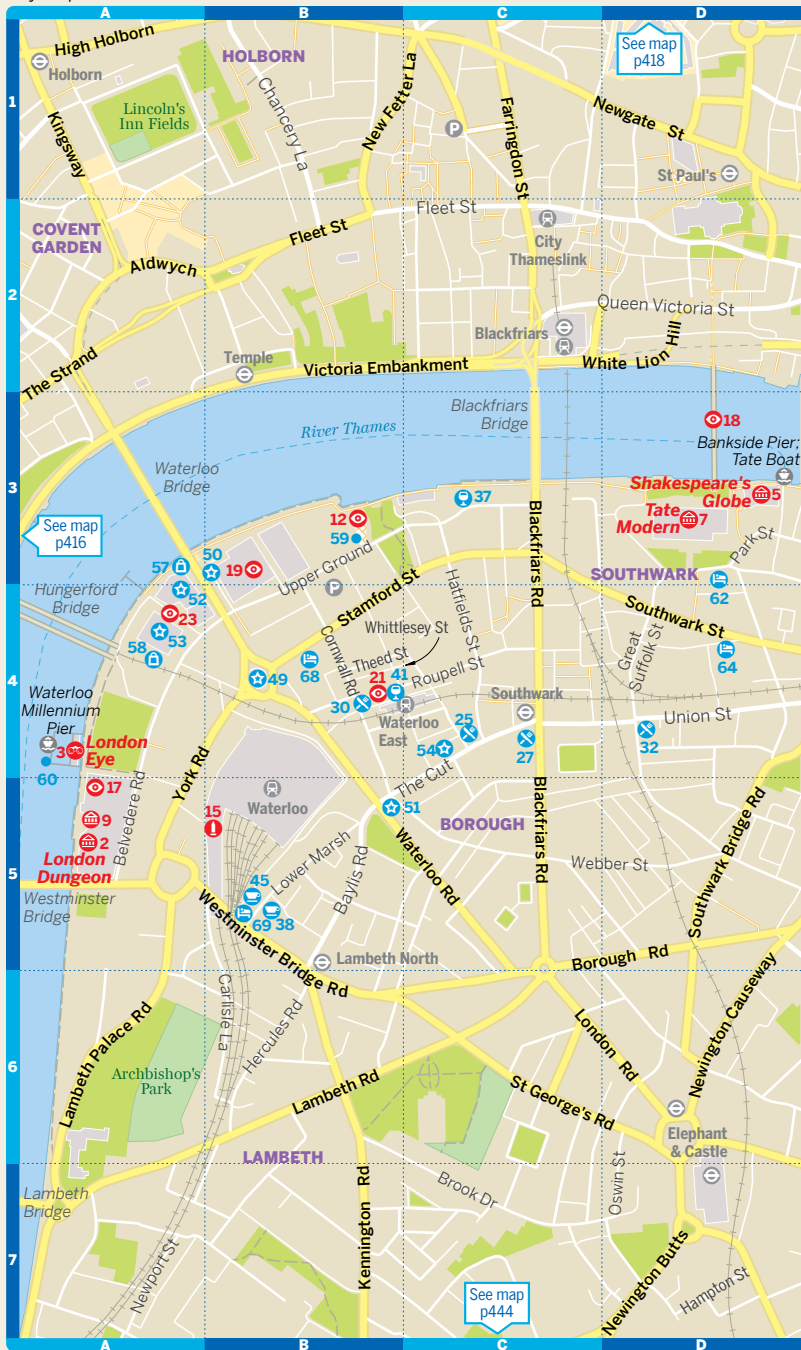 A
B
C
D
1
High Holborn
Holborn
HOLBORN
Lincoln's
Inn Fields
Kingsway
Chancery La
New Fetter La
P
Farringdon St
See map
p418
Newgate St
St Paul's
2
COVENT
GARDEN
Aldwych
Fleet St
Fleet St
City
Thameslink
Queen Victoria St
Blackfriars
White Lion Hill
The Strand
Temple
Victoria Embankment
3
River Thames
Blackfriars
Bridge
18
Bankside Pier;
Tate Boat
Waterloo
Bridge
37
Shakespeare's
Globe
5
Tate
Modern
7
Park St
See map
p416
12
59
57
50
19
Upper Ground
P
Blackfriars Rd
SOUTHWARK
62
4
Hungerford
Bridge
52
23
53
58
Stamford St
Hatfields St
Whittlesey St
Cornwall Rd
Theed St
Roupell St
Southwark St
Great
Suffolk St
64
68
49
21
41
30
Waterloo
East
Southwark
Union St
25
54
27
32
Waterloo
Millennium
Pier
3
London
Eye
60
York Rd
The Cut
5
17
9
2
London
Dungeon
Belvedere Rd
15
Waterloo
51
BOROUGH
Blackfriars Rd
Waterloo Rd
Webber St
Southwark Bridge Rd
Lower Marsh
Baylis Rd
45
69
38
Westminster
Bridge
Westminster Bridge Rd
Lambeth North
Borough Rd
6
Newington Causeway
Carlisle La
Hercules Rd
London Rd
Lambeth Palace Rd
Archbishop's
Park
Lambeth Rd
St George's Rd
Elephant
& Castle
7
LAMBETH
Lambeth
Bridge
Kennington Rd
Brook Dr
Oswin St
Newport St
Newington Butts
Hampton St
See map
p444
A
B
C
D